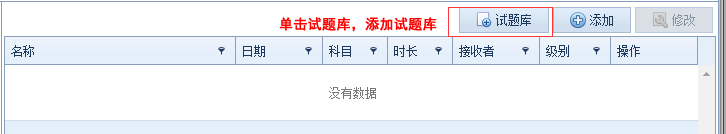 单击试题库，添加试题库 试题库 添加 修改
名称 日期 科目 时长 接收者 级别 操作
没有数据